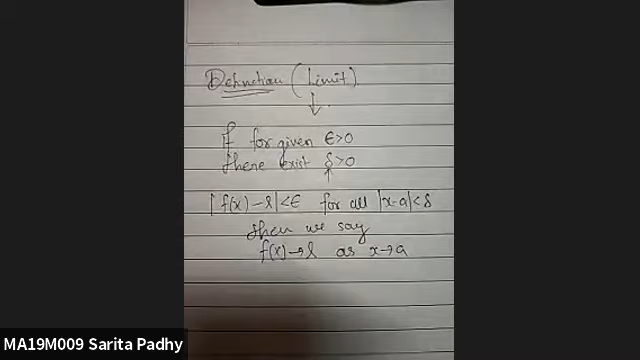 Definition (Limit)
↓
If for given ϵ>0
there exist δ>0
↑
|f(x)-l|<ϵ for all |x-a|<δ
then we say
f(x)→l as x→a
MA19M009 Sarita Padhy